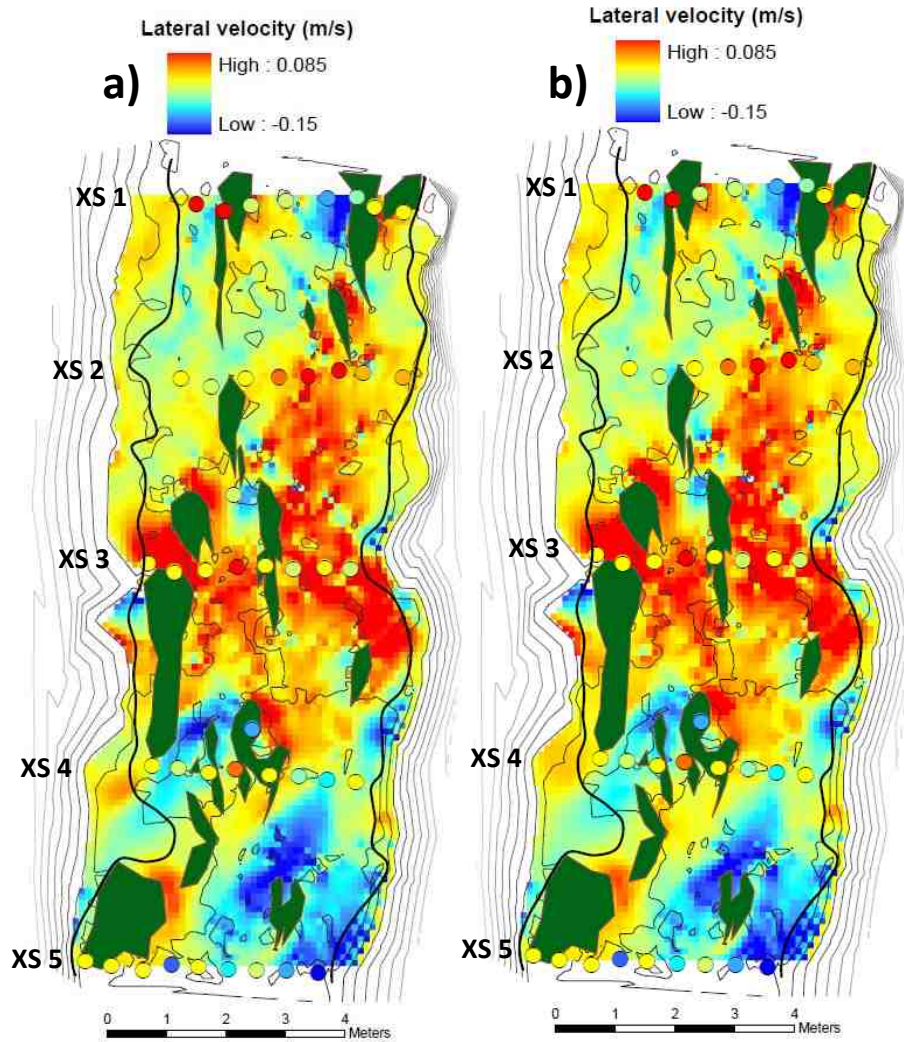 Lateral velocity (m/s)
a)
High : 0.085
Low : -0.15
XS 1
XS 2
XS 3
XS 4
XS 5
0 1 2 3 4
Meters
Lateral velocity (m/s)
b)
High : 0.085
Low : -0.15
XS 1
XS 2
XS 3
XS 4
XS 5
0 1 2 3 4
Meters